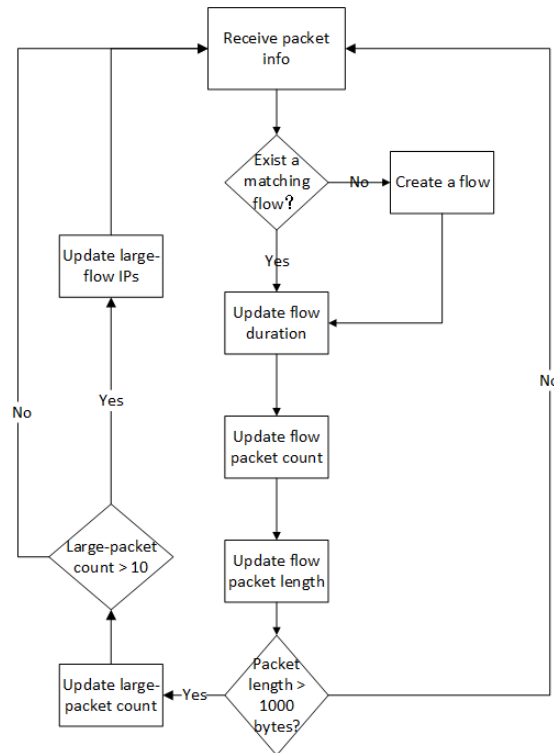 Receive packet
info
Exist a
matching
flow?
No
Create a flow
Yes
Update large-
flow IPs
Update flow
duration
No
No
Yes
Update flow
packet count
Large-packet
count > 10
Update flow
packet length
Packet
length >
1000
bytes?
Yes
Update large-
packet count